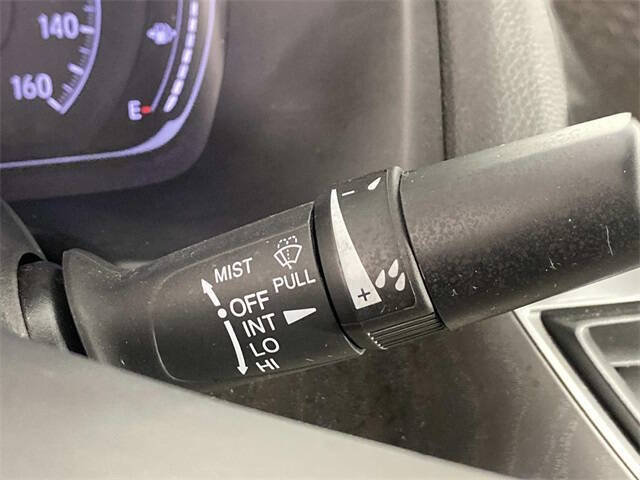 140
160
E
MIST
PULL
OFF
INT
LO
HI
−
+